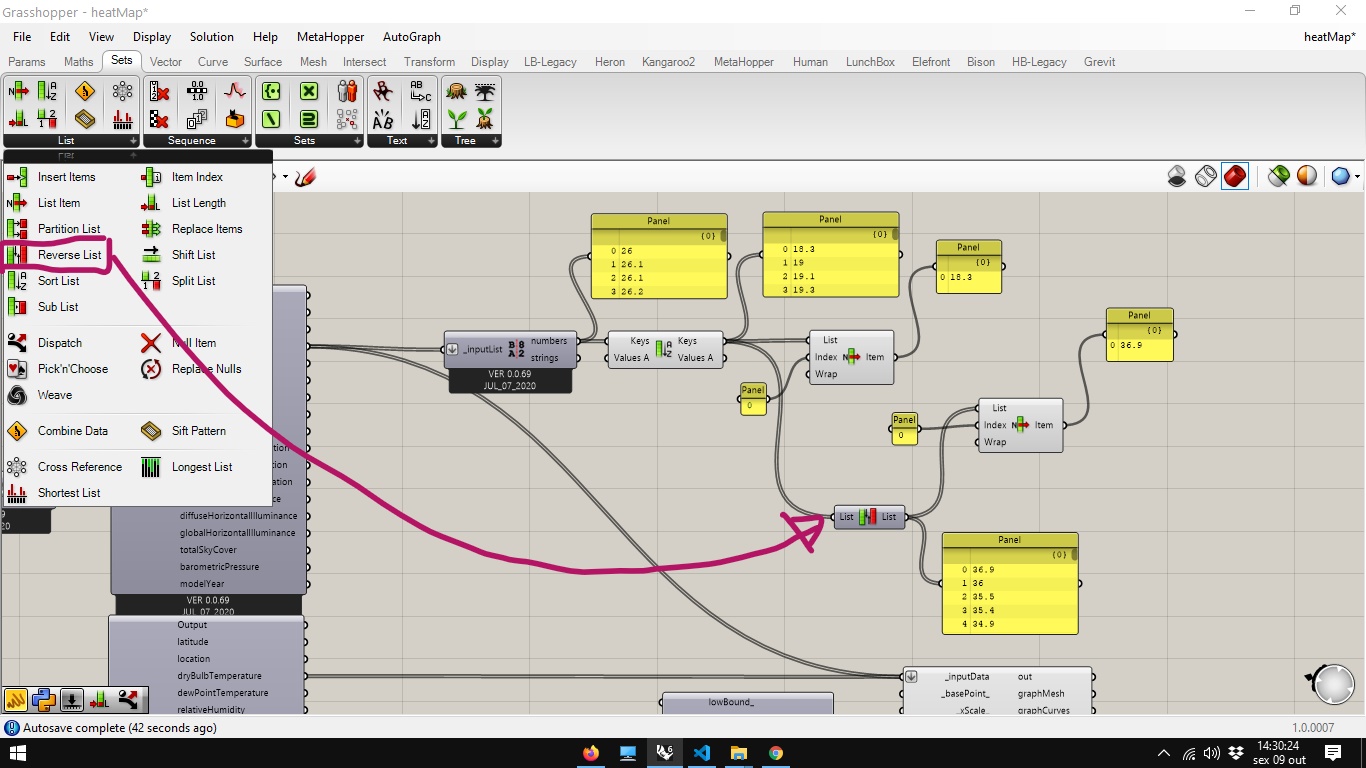 Grasshopper - heatMap*
File Edit View Display Solution Help MetaHopper AutoGraph heatMap*
Params Maths Sets Vector Curve Surface Mesh Intersect Transform Display LB-Legacy Heron Kangaroo2 MetaHopper Human LunchBox Elefront Bison HB-Legacy Grevit
List Sequence Sets Text Tree
List
Insert Items Item Index
List Item List Length
Partition List Replace Items
Reverse List Shift List
Sort List Split List
Sub List
Dispatch Null Item
Pick'n'Choose Replace Nulls
Weave
Combine Data Sift Pattern
Cross Reference Longest List
Shortest List
Panel
{0}
0 26
1 26.1
2 26.1
3 26.2
Panel
{0}
0 18.3
1 19
2 19.1
3 19.3
Panel
{0}
0 18.3
Panel
{0}
0 36.9
_inputList numbers
strings
VER 0.0.69
JUL_07_2020
Keys Keys
Values A Values A
List
Index Item
Wrap
Panel
0
Panel
0
List
Index Item
Wrap
List List
Panel
{0}
0 36.9
1 36
2 35.5
3 35.4
4 34.9
diffuseHorizontalIlluminance
globalHorizontalIlluminance
totalSkyCover
barometricPressure
modelYear
VER 0.0.69
JUL_07_2020
Output
latitude
location
dryBulbTemperature
dewPointTemperature
relativeHumidity
lowBound_
_inputData out
_basePoint_ graphMesh
_xScale_ graphCurves
Autosave complete (42 seconds ago) 1.0.0007
14:30:24
sex 09 out